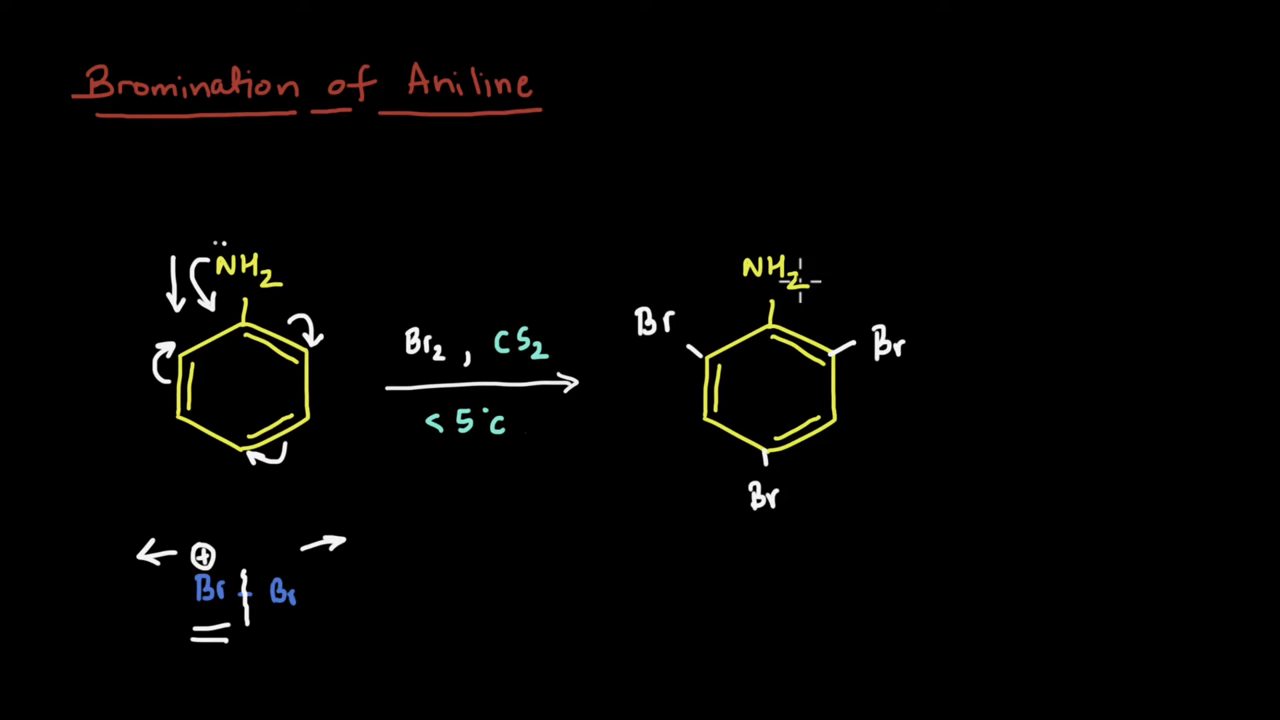 Bromination of Aniline
NH2
NH2
Br
Br
Br2 , CS2
< 5°C
Br
+
Br - Br